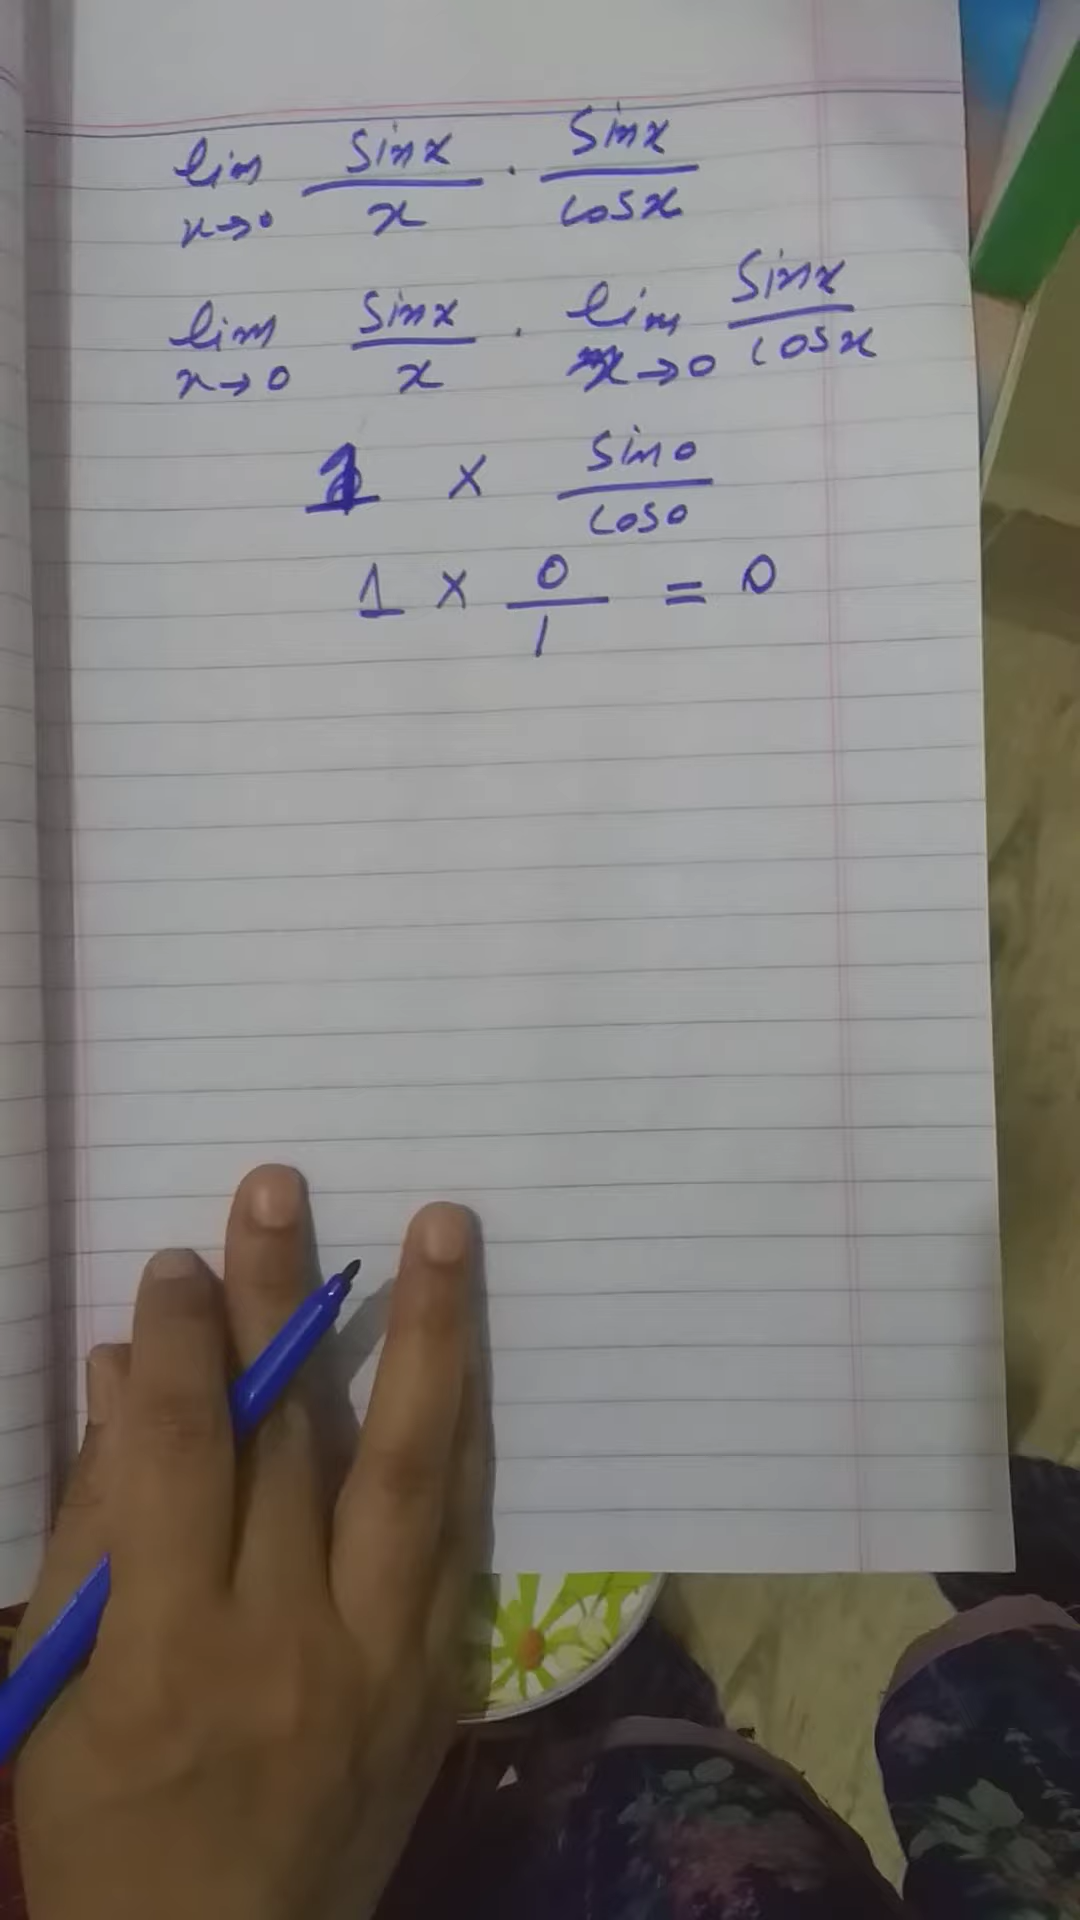 lim x→0 sinx/x · sinx/cosx
lim x→0 sinx/x · lim x→0 sinx/cosx
1 × sin0/cos0
1 × 0/1 = 0